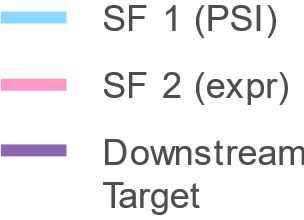 SF 1 (PSI)
SF 2 (expr)
Downstream
Target